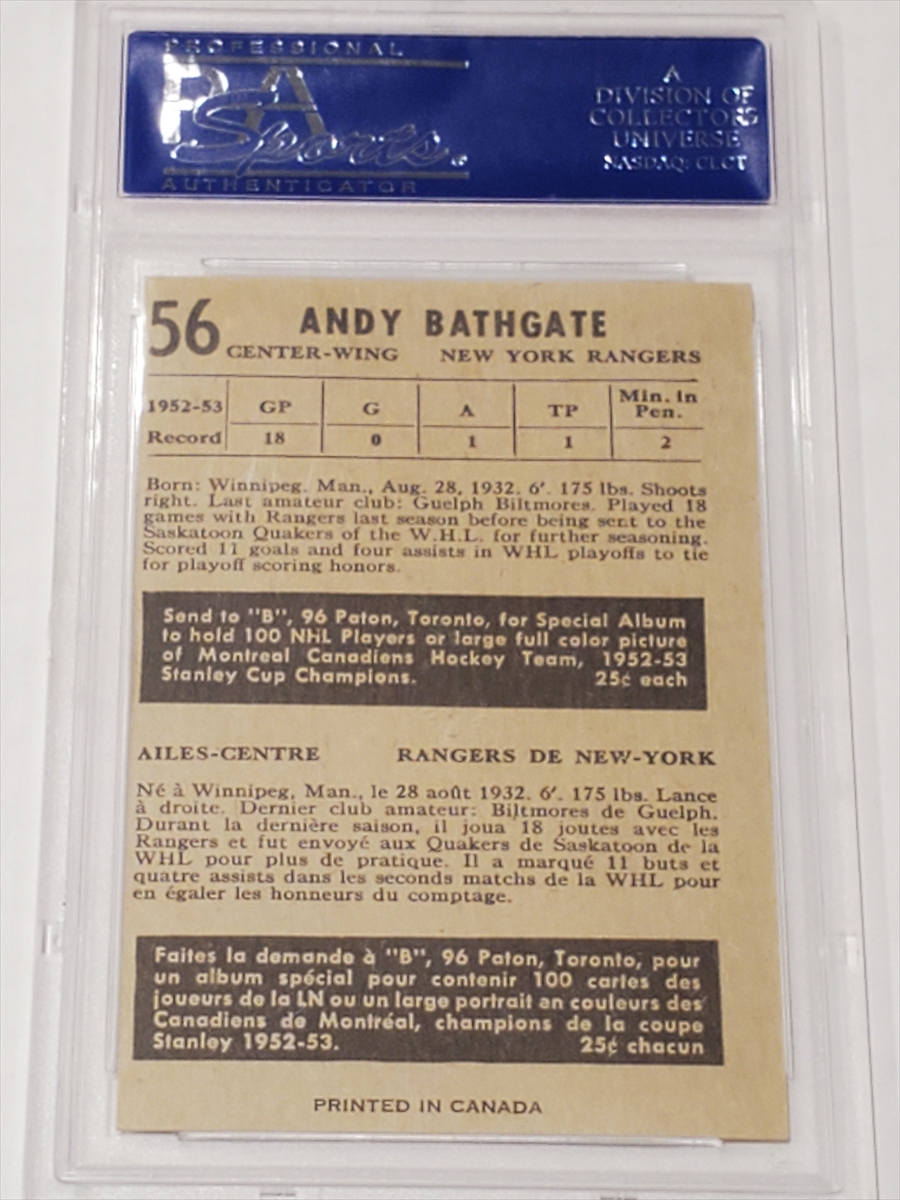 PROFESSIONAL
PSA
Sports.
AUTHENTICATOR
A
DIVISION OF
COLLECTORS
UNIVERSE
NASDAQ: CLCT
56 ANDY BATHGATE
CENTER-WING NEW YORK RANGERS
1952-53 GP G A TP Min. in Pen.
Record 18 0 1 1 2
Born: Winnipeg. Man., Aug. 28, 1932. 6'. 175 lbs. Shoots
right. Last amateur club: Guelph Biltmores. Played 18
games with Rangers last season before being sent to the
Saskatoon Quakers of the W.H.L. for further seasoning.
Scored 11 goals and four assists in WHL playoffs to tie
for playoff scoring honors.
Send to "B", 96 Paton, Toronto, for Special Album
to hold 100 NHL Players or large full color picture
of Montreal Canadiens Hockey Team, 1952-53
Stanley Cup Champions. 25¢ each
AILES-CENTRE RANGERS DE NEW-YORK
Né à Winnipeg, Man., le 28 août 1932. 6'. 175 lbs. Lance
à droite. Dernier club amateur: Biltmores de Guelph.
Durant la dernière saison, il joua 18 joutes avec les
Rangers et fut envoyé aux Quakers de Saskatoon de la
WHL pour plus de pratique. Il a marqué 11 buts et
quatre assists dans les seconds matchs de la WHL pour
en égaler les honneurs du comptage.
Faites la demande à "B", 96 Paton, Toronto, pour
un album spécial pour contenir 100 cartes des
joueurs de la LN ou un large portrait en couleurs des
Canadiens de Montréal, champions de la coupe
Stanley 1952-53. 25¢ chacun
PRINTED IN CANADA